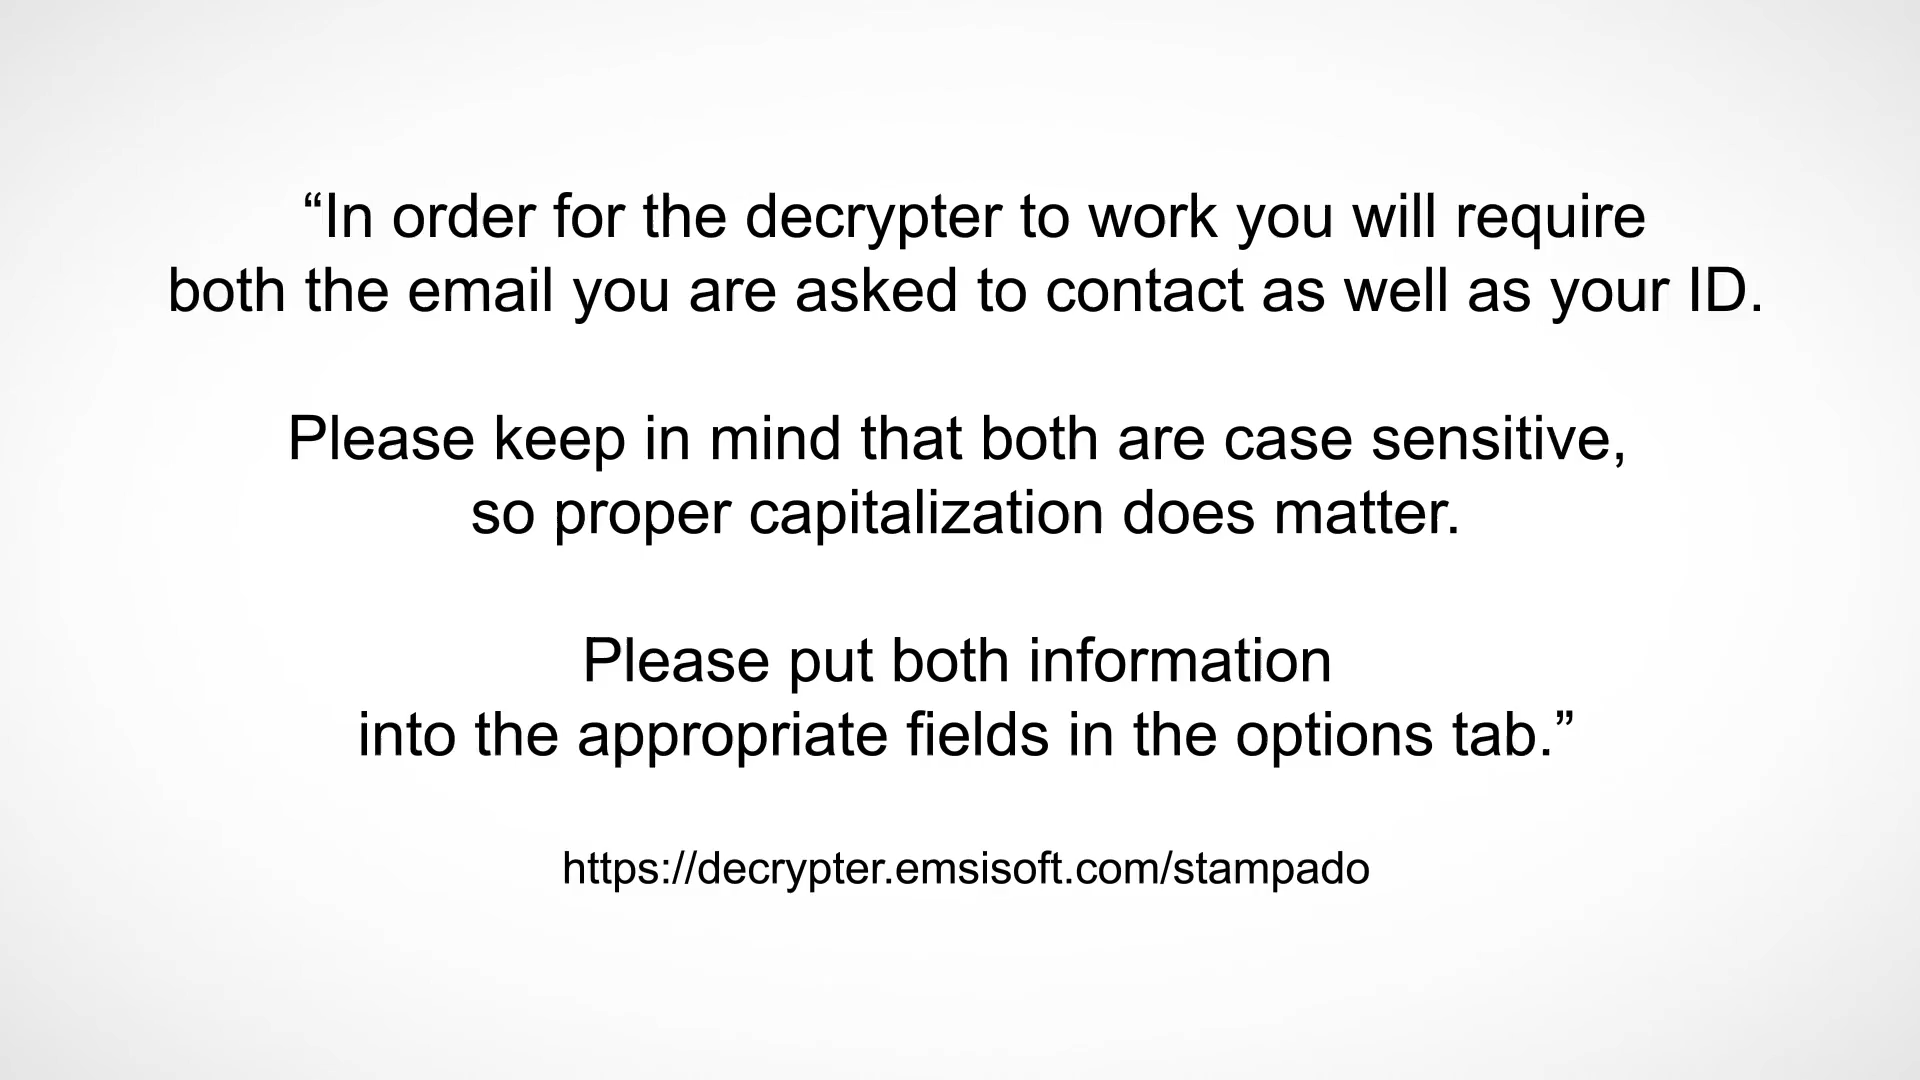 “In order for the decrypter to work you will require
both the email you are asked to contact as well as your ID.
Please keep in mind that both are case sensitive,
so proper capitalization does matter.
Please put both information
into the appropriate fields in the options tab.”
https://decrypter.emsisoft.com/stampado